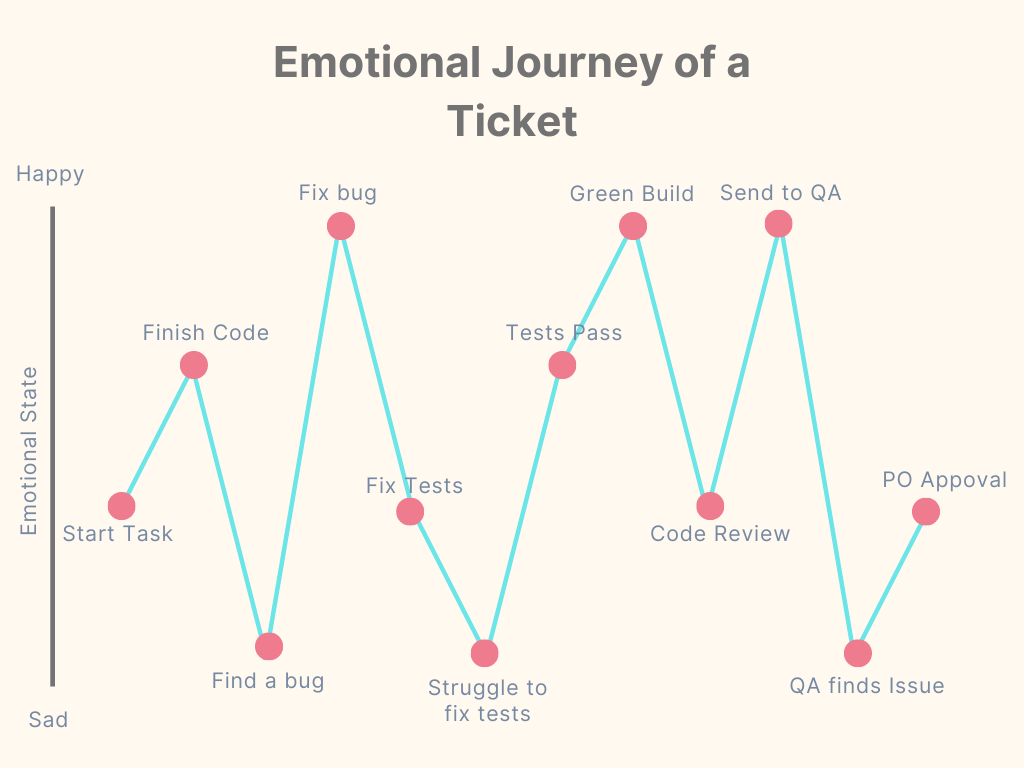 Emotional Journey of a
Ticket
Happy
Emotional State
Sad
Start Task
Finish Code
Find a bug
Fix bug
Fix Tests
Struggle to
fix tests
Tests Pass
Green Build
Code Review
Send to QA
QA finds Issue
PO Appoval